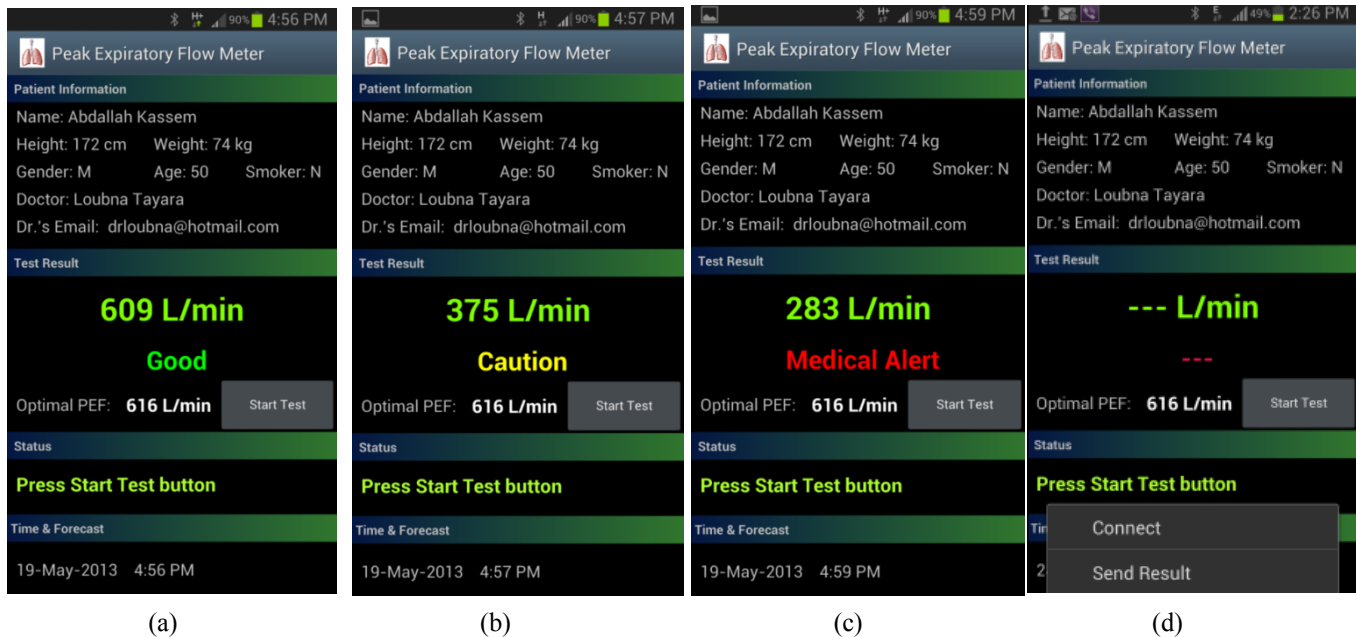 90% 4:56 PM
Peak Expiratory Flow Meter
Patient Information
Name: Abdallah Kassem
Height: 172 cm Weight: 74 kg
Gender: M Age: 50 Smoker: N
Doctor: Loubna Tayara
Dr.'s Email: drloubna@hotmail.com
Test Result
609 L/min
Good
Optimal PEF: 616 L/min Start Test
Status
Press Start Test button
Time & Forecast
19-May-2013 4:56 PM
(a)
90% 4:57 PM
Peak Expiratory Flow Meter
Patient Information
Name: Abdallah Kassem
Height: 172 cm Weight: 74 kg
Gender: M Age: 50 Smoker: N
Doctor: Loubna Tayara
Dr.'s Email: drloubna@hotmail.com
Test Result
375 L/min
Caution
Optimal PEF: 616 L/min Start Test
Status
Press Start Test button
Time & Forecast
19-May-2013 4:57 PM
(b)
90% 4:59 PM
Peak Expiratory Flow Meter
Patient Information
Name: Abdallah Kassem
Height: 172 cm Weight: 74 kg
Gender: M Age: 50 Smoker: N
Doctor: Loubna Tayara
Dr.'s Email: drloubna@hotmail.com
Test Result
283 L/min
Medical Alert
Optimal PEF: 616 L/min Start Test
Status
Press Start Test button
Time & Forecast
19-May-2013 4:59 PM
(c)
49% 2:26 PM
Peak Expiratory Flow Meter
Patient Information
Name: Abdallah Kassem
Height: 172 cm Weight: 74 kg
Gender: M Age: 50 Smoker: N
Doctor: Loubna Tayara
Dr.'s Email: drloubna@hotmail.com
Test Result
--- L/min
---
Optimal PEF: 616 L/min Start Test
Status
Press Start Test button
Connect
Send Result
(d)